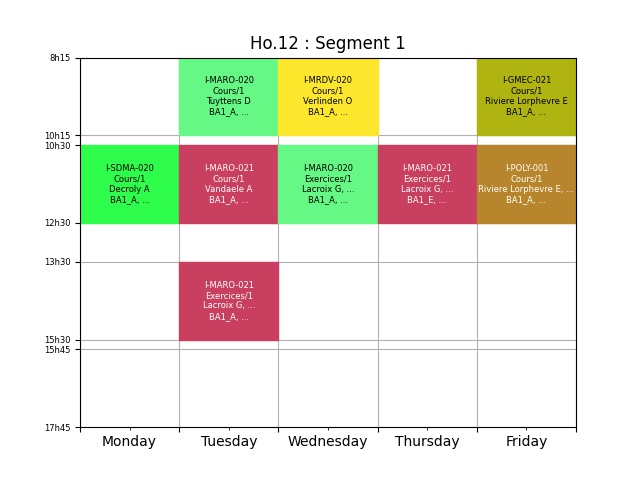 Ho.12 : Segment 1
8h15
I-MARO-020
Cours/1
Tuyttens D
BA1_A, ...
I-MRDV-020
Cours/1
Verlinden O
BA1_A, ...
I-GMEC-021
Cours/1
Riviere Lorphevre E
BA1_A, ...
10h15
10h30
I-SDMA-020
Cours/1
Decroly A
BA1_A, ...
I-MARO-021
Cours/1
Vandaele A
BA1_A, ...
I-MARO-020
Exercices/1
Lacroix G, ...
BA1_A, ...
I-MARO-021
Exercices/1
Lacroix G, ...
BA1_E, ...
I-POLY-001
Cours/1
Riviere Lorphevre E, ...
BA1_A, ...
12h30
13h30
I-MARO-021
Exercices/1
Lacroix G, ...
BA1_A, ...
15h30
15h45
17h45
Monday
Tuesday
Wednesday
Thursday
Friday